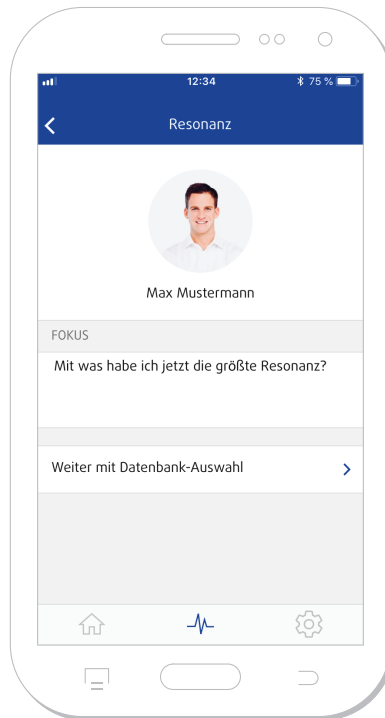 12:34
75 %
Resonanz
Max Mustermann
FOKUS
Mit was habe ich jetzt die größte Resonanz?
Weiter mit Datenbank-Auswahl